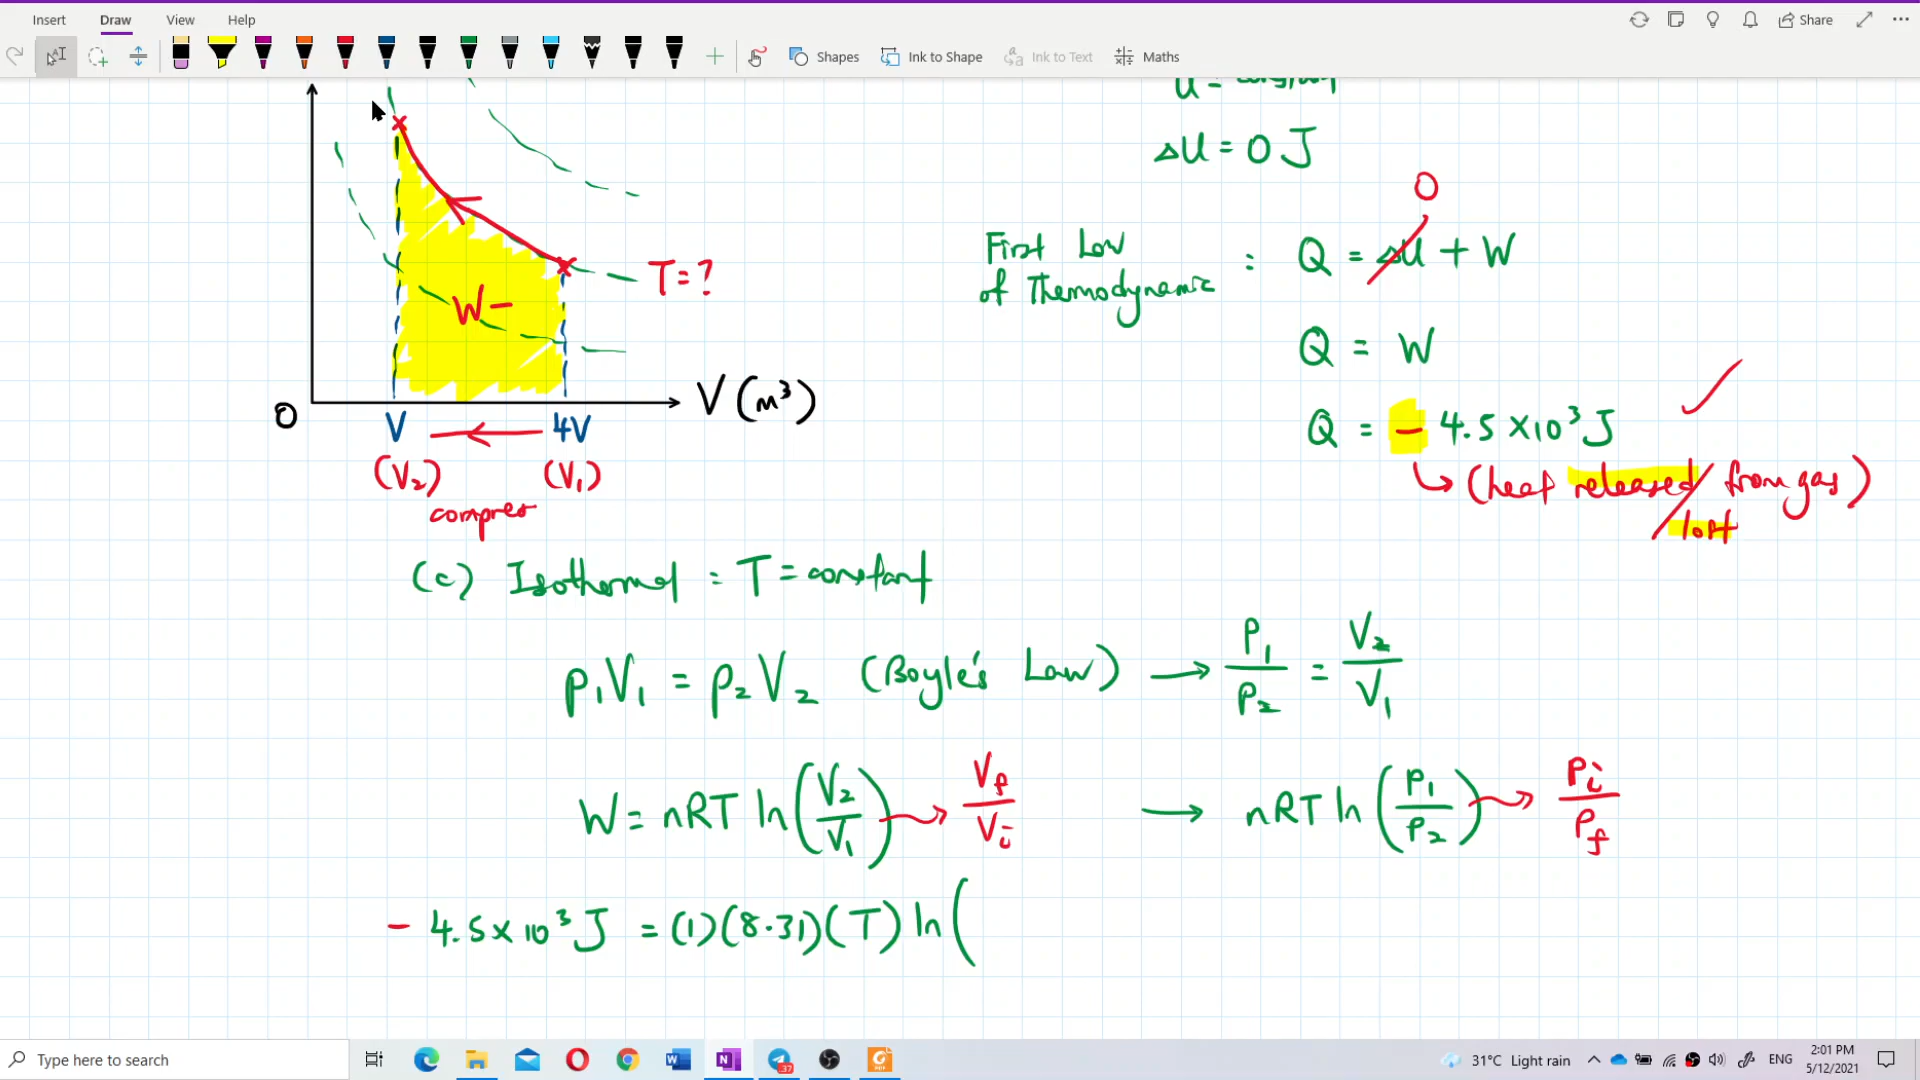 Insert Draw View Help Share
Shapes Ink to Shape Ink to Text Maths
U = constant
ΔU = 0 J
0
First Law : Q = ΔU + W
of Thermodynamic
T = ?
W -
Q = W
V (m³)
0
V 4V
Q = - 4.5 × 10³ J
(V₂) (V₁)
↳ (heat released / from gas)
/ lost
compress
(c) Isothermal : T = constant
p₁V₁ = p₂V₂ (Boyle's Law) → P₁/P₂ = V₂/V₁
W = nRT ln(V₂/V₁) → Vf/Vi → nRT ln(P₁/P₂) → Pi/Pf
- 4.5 × 10³ J = (1)(8.31)(T) ln(
Type here to search
37
31°C Light rain ENG 2:01 PM
5/12/2021